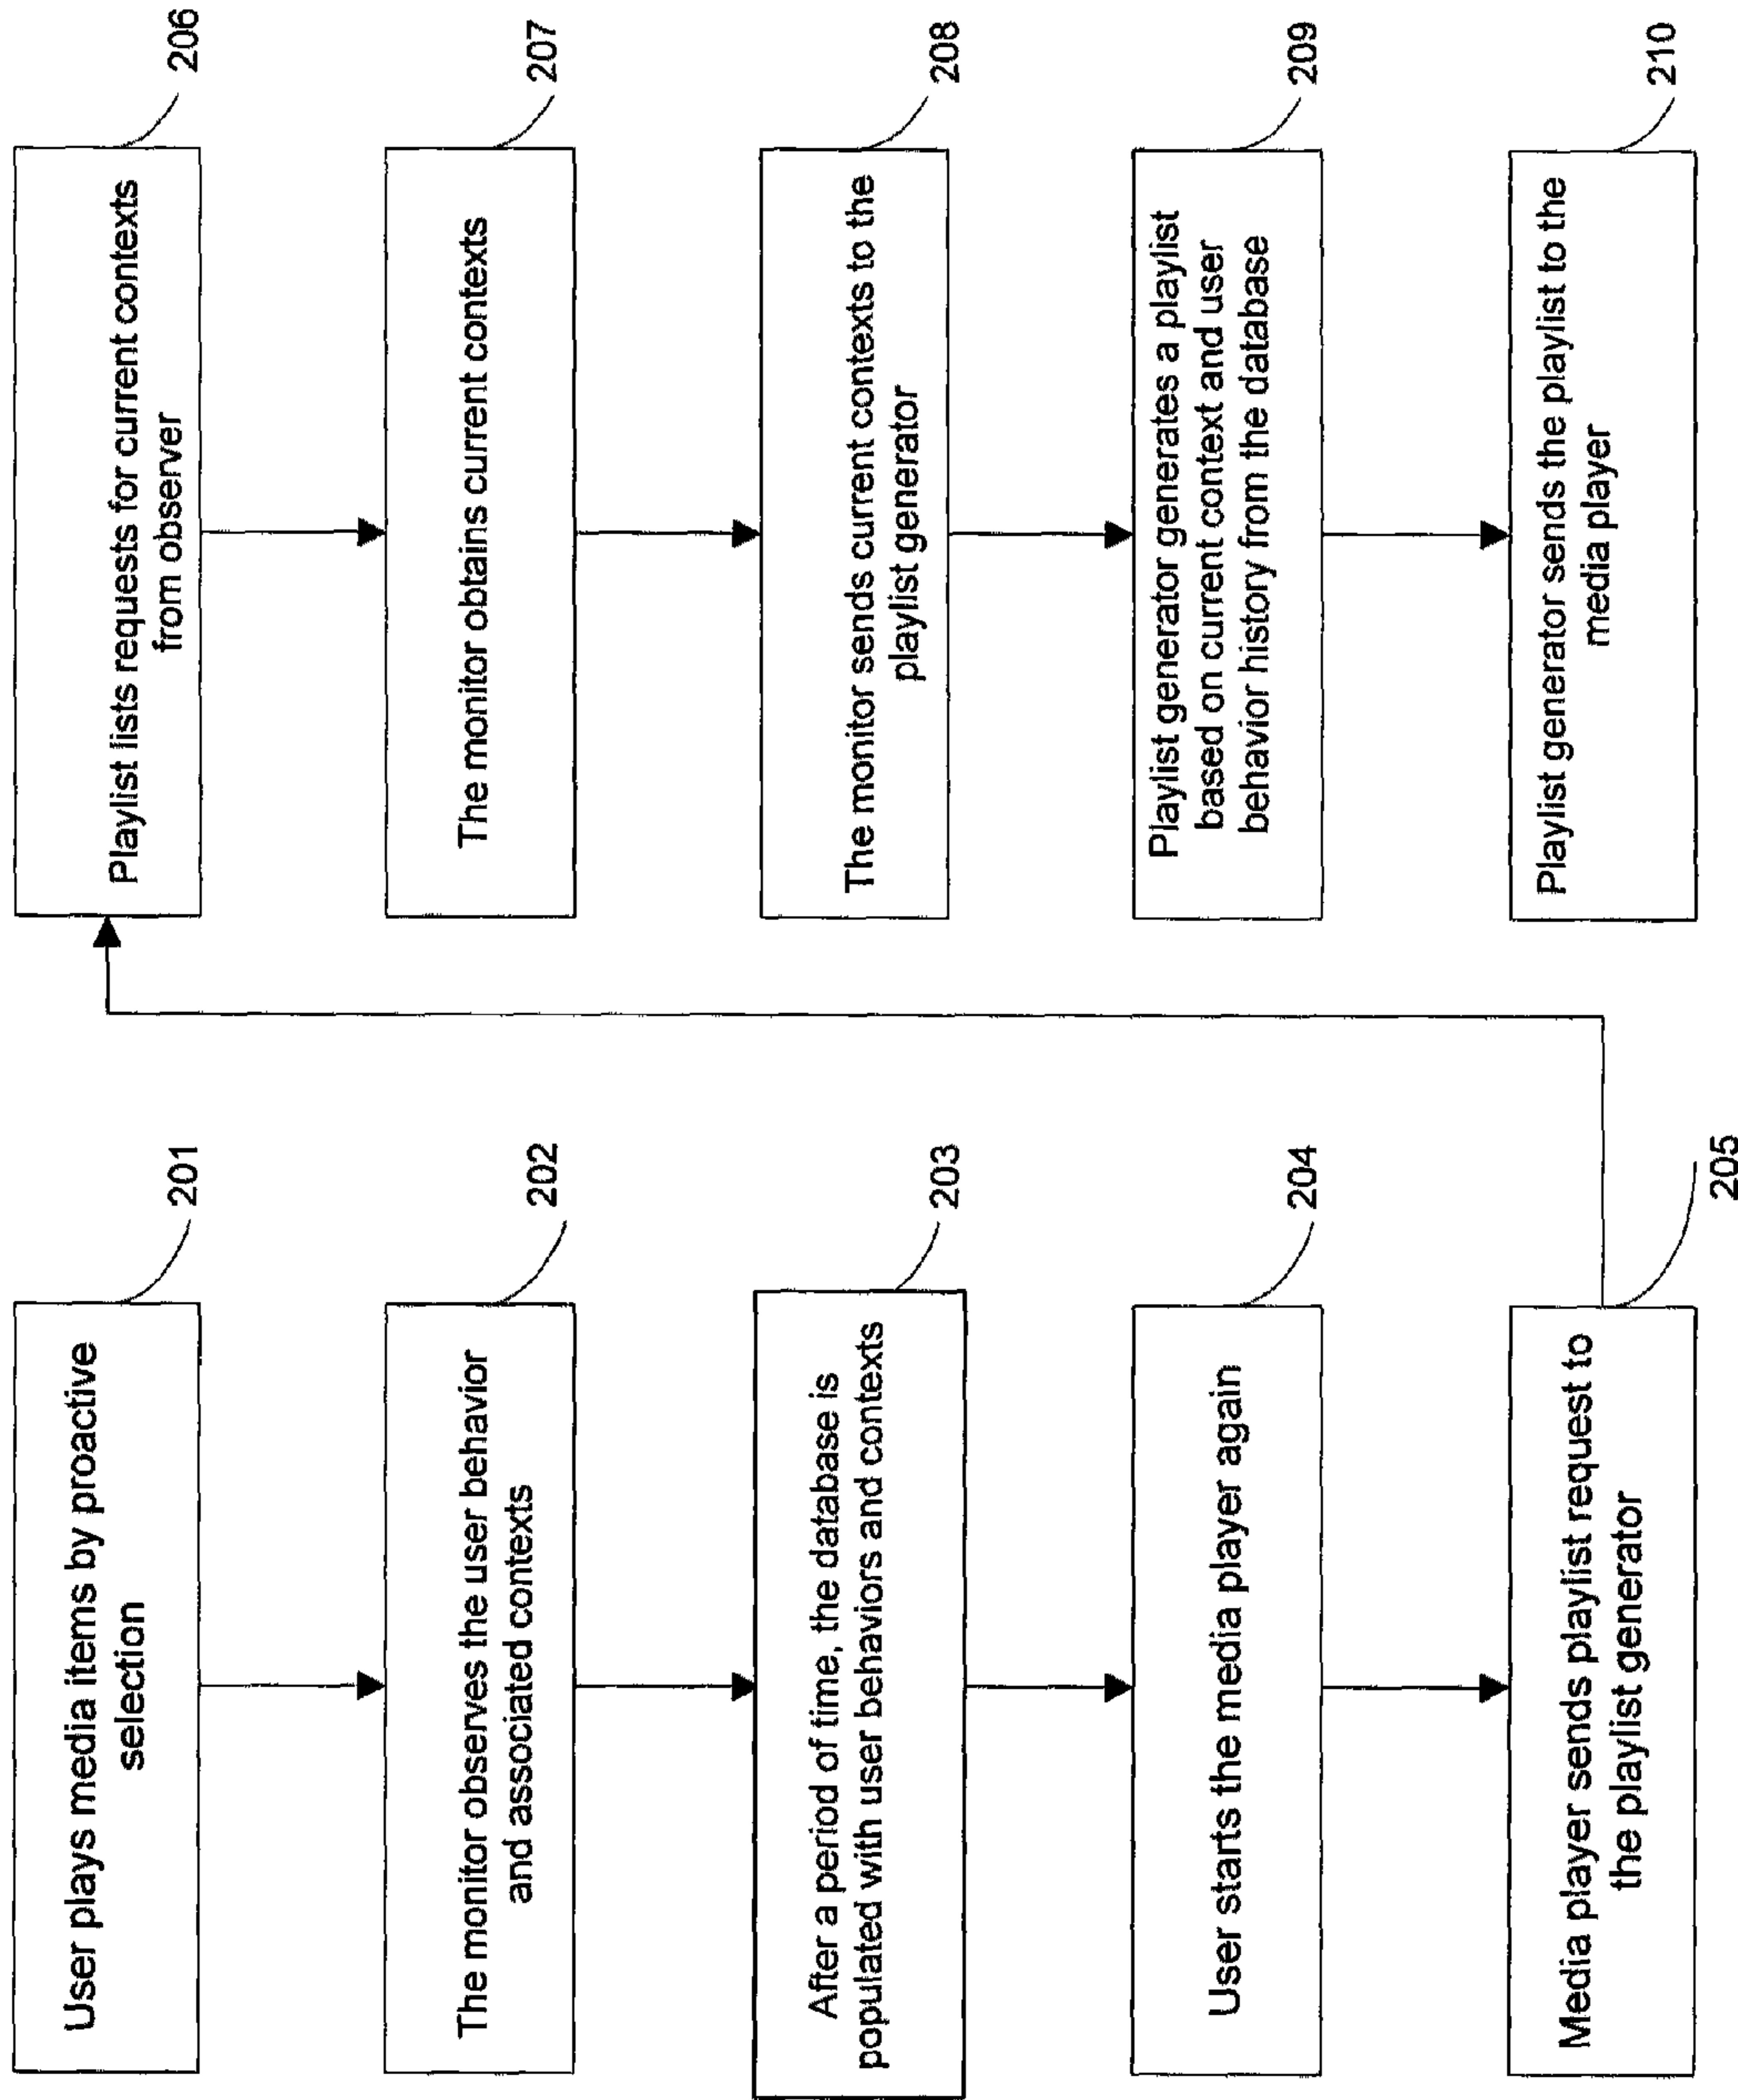 User plays media items by proactive
selection
201
The monitor observes the user behavior
and associated contexts
202
After a period of time, the database is
populated with user behaviors and contexts
203
User starts the media player again
204
Media player sends playlist request to
the playlist generator
205
Playlist lists requests for current contexts
from observer
206
The monitor obtains current contexts
207
The monitor sends current contexts to the
playlist generator
208
Playlist generator generates a playlist
based on current context and user
behavior history from the database
209
Playlist generator sends the playlist to the
media player
210